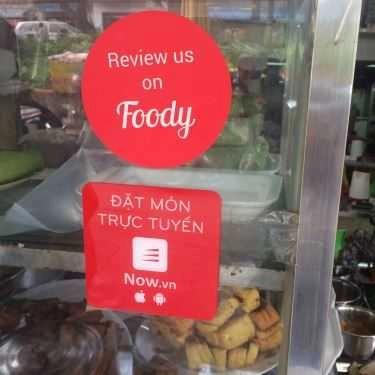 Review us
on
Foody
ĐẶT MÓN
TRỰC TUYẾN
Now.vn